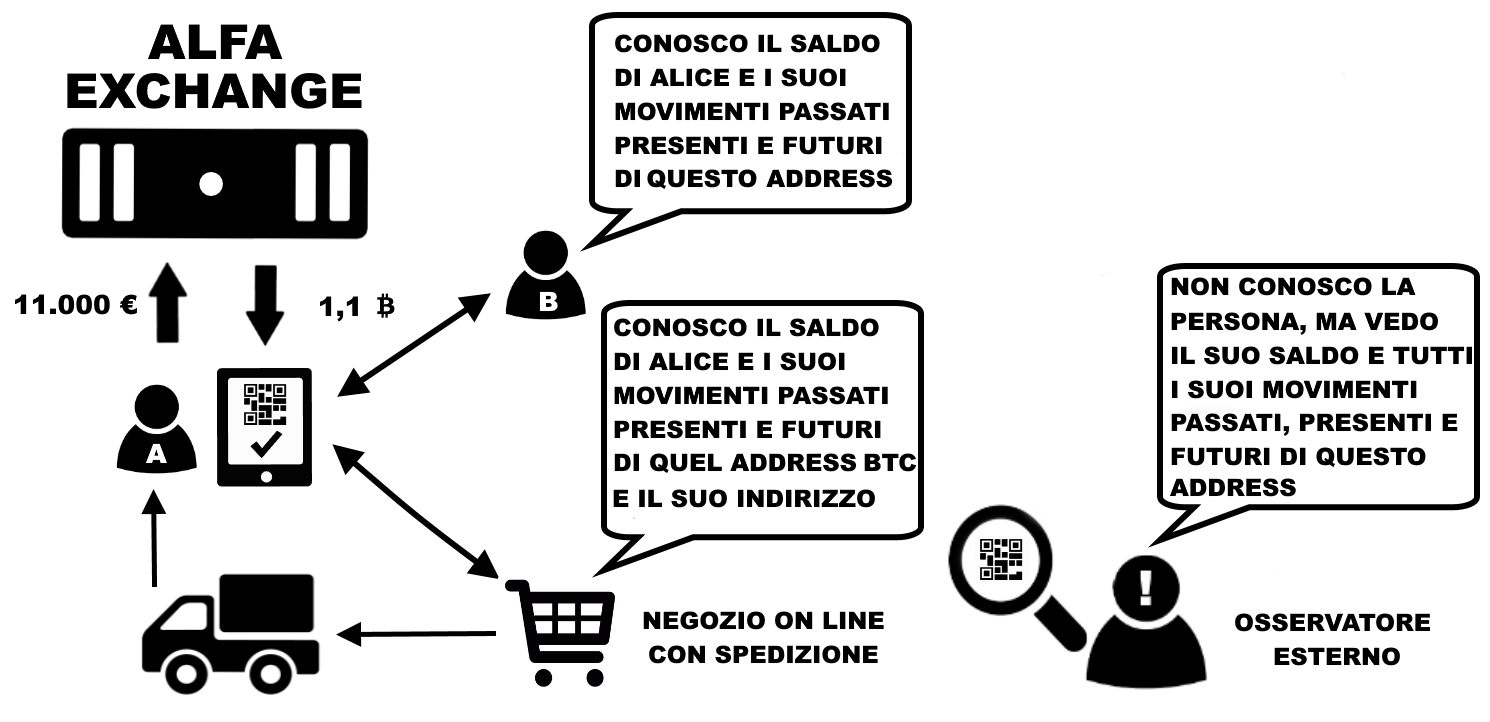 ALFA
EXCHANGE
11.000 €
1,1 ₿
A
B
CONOSCO IL SALDO
DI ALICE E I SUOI
MOVIMENTI PASSATI
PRESENTI E FUTURI
DI QUESTO ADDRESS
CONOSCO IL SALDO
DI ALICE E I SUOI
MOVIMENTI PASSATI
PRESENTI E FUTURI
DI QUEL ADDRESS BTC
E IL SUO INDIRIZZO
NEGOZIO ON LINE
CON SPEDIZIONE
NON CONOSCO LA
PERSONA, MA VEDO
IL SUO SALDO E TUTTI
I SUOI MOVIMENTI
PASSATI, PRESENTI E
FUTURI DI QUESTO
ADDRESS
!
OSSERVATORE
ESTERNO